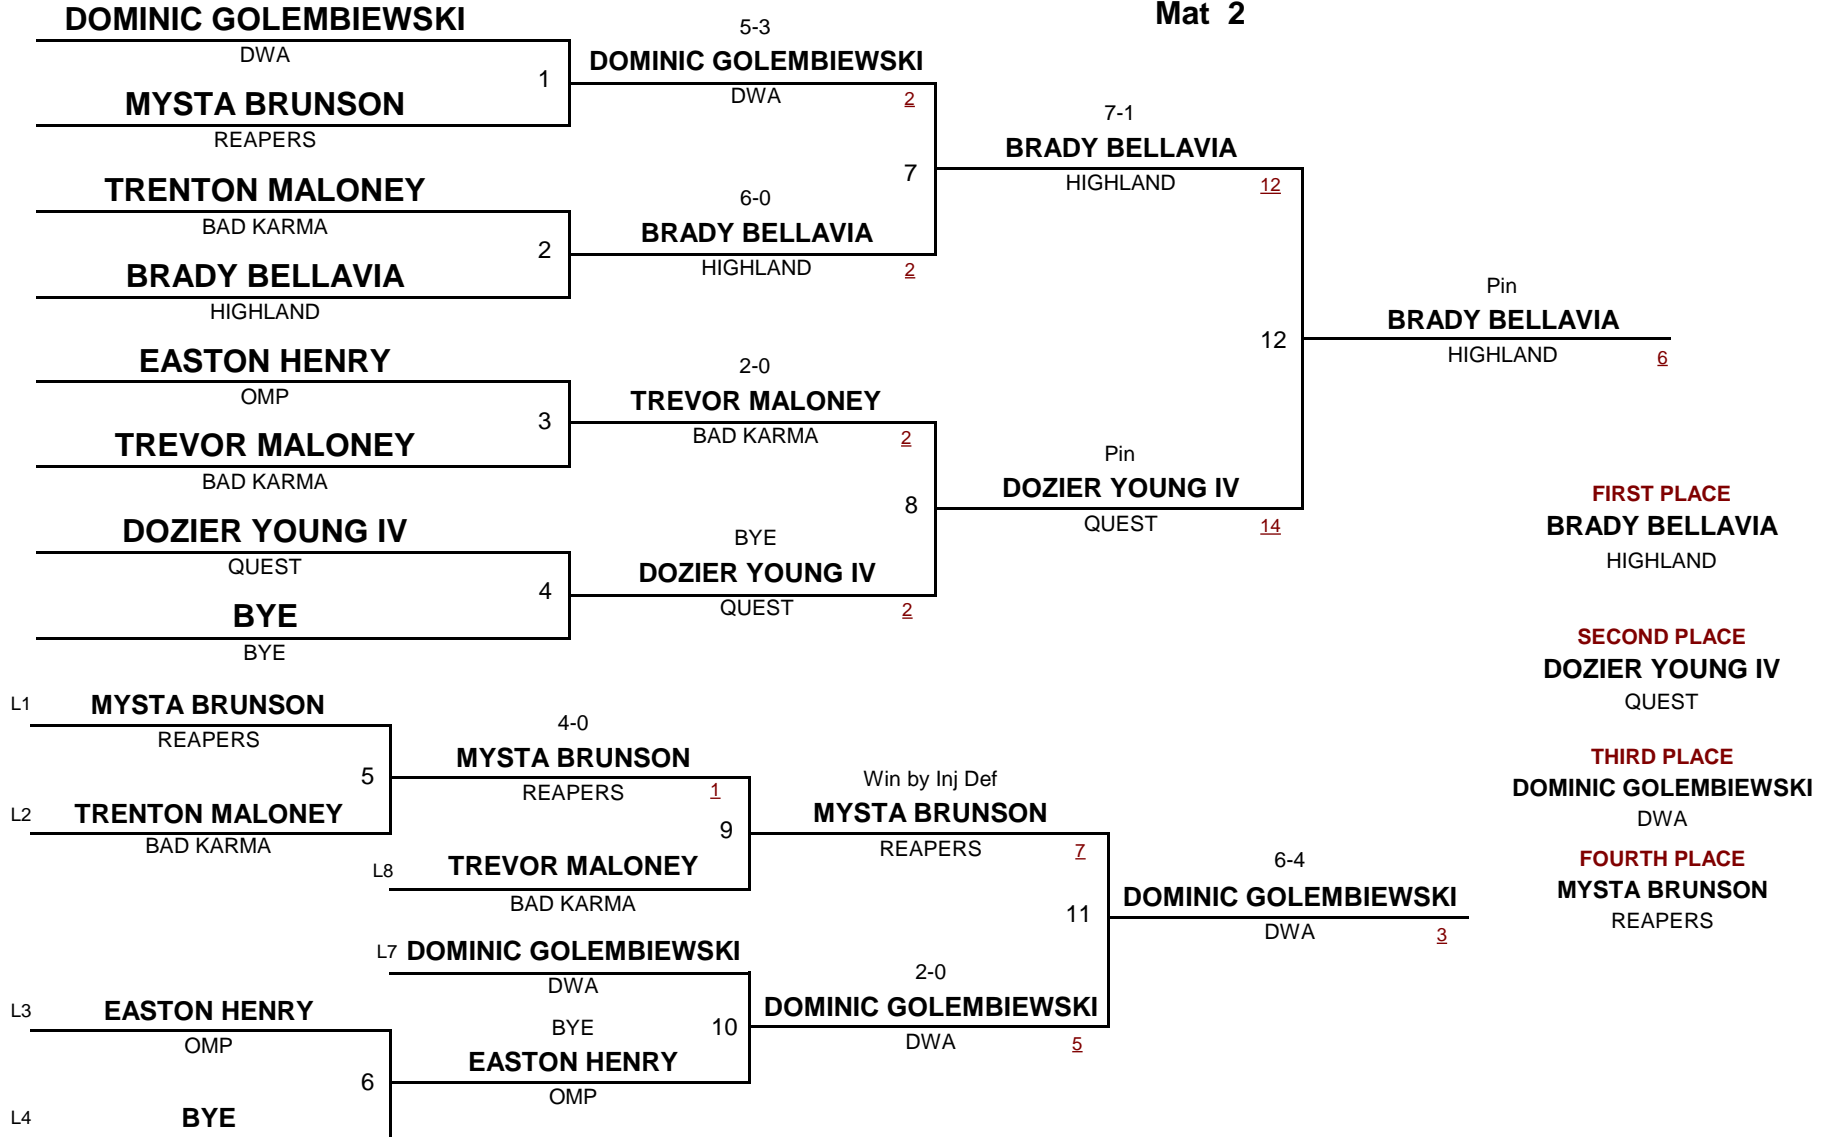 Mat 2
DOMINIC GOLEMBIEWSKI
DWA
1
MYSTA BRUNSON
REAPERS
TRENTON MALONEY
BAD KARMA
2
BRADY BELLAVIA
HIGHLAND
EASTON HENRY
OMP
3
TREVOR MALONEY
BAD KARMA
DOZIER YOUNG IV
QUEST
4
BYE
BYE
5-3
DOMINIC GOLEMBIEWSKI
DWA 2
7
6-0
BRADY BELLAVIA
HIGHLAND 2
2-0
TREVOR MALONEY
BAD KARMA 2
8
BYE
DOZIER YOUNG IV
QUEST 2
7-1
BRADY BELLAVIA
HIGHLAND 12
12
Pin
DOZIER YOUNG IV
QUEST 14
Pin
BRADY BELLAVIA
HIGHLAND 6
L1 MYSTA BRUNSON
REAPERS
5
L2 TRENTON MALONEY
BAD KARMA
4-0
MYSTA BRUNSON
REAPERS 1
9
L8 TREVOR MALONEY
BAD KARMA
L7 DOMINIC GOLEMBIEWSKI
DWA
10
BYE
EASTON HENRY
OMP
L3 EASTON HENRY
OMP
6
L4 BYE
Win by Inj Def
MYSTA BRUNSON
REAPERS 7
11
2-0
DOMINIC GOLEMBIEWSKI
DWA 5
6-4
DOMINIC GOLEMBIEWSKI
DWA 3
FIRST PLACE
BRADY BELLAVIA
HIGHLAND
SECOND PLACE
DOZIER YOUNG IV
QUEST
THIRD PLACE
DOMINIC GOLEMBIEWSKI
DWA
FOURTH PLACE
MYSTA BRUNSON
REAPERS